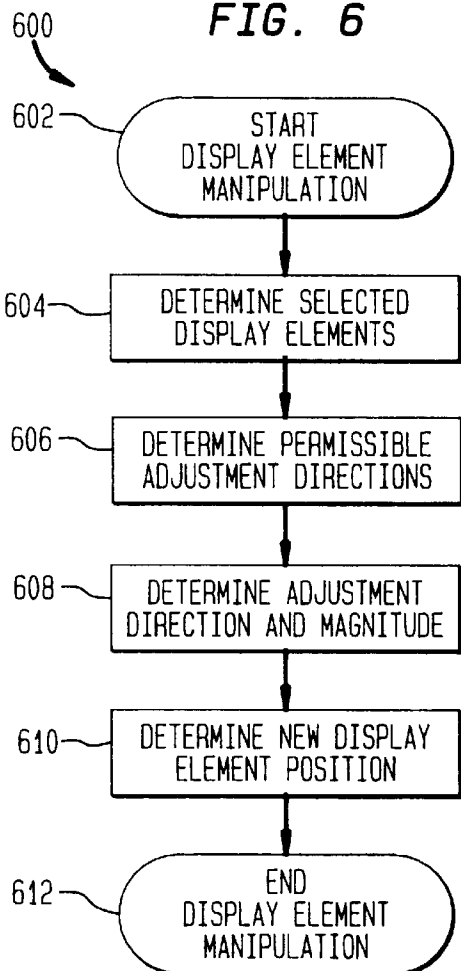 FIG. 6
600
602
START
DISPLAY ELEMENT
MANIPULATION
604
DETERMINE SELECTED
DISPLAY ELEMENTS
606
DETERMINE PERMISSIBLE
ADJUSTMENT DIRECTIONS
608
DETERMINE ADJUSTMENT
DIRECTION AND MAGNITUDE
610
DETERMINE NEW DISPLAY
ELEMENT POSITION
612
END
DISPLAY ELEMENT
MANIPULATION